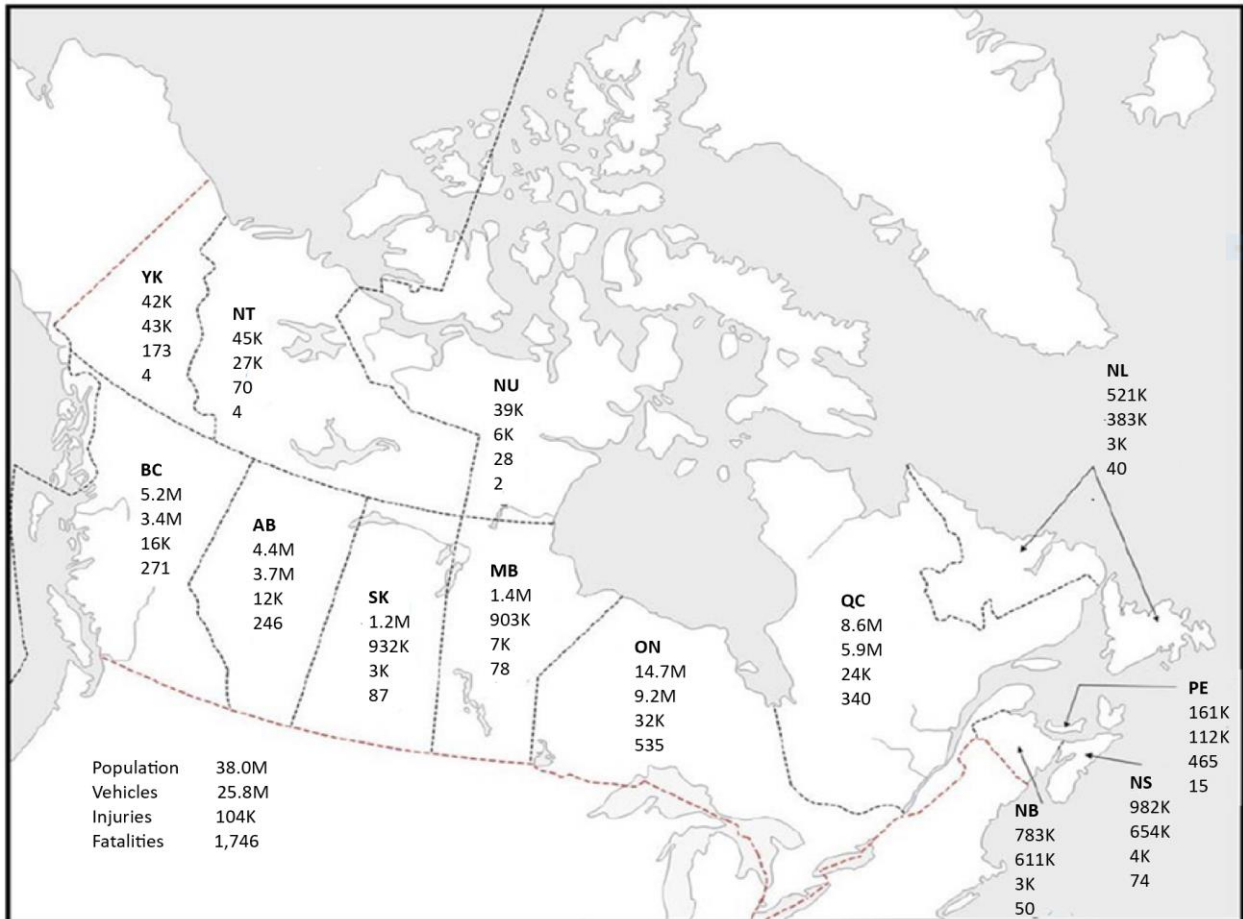 YK
42K
43K
173
4
NT
45K
27K
70
4
NU
39K
6K
28
2
NL
521K
383K
3K
40
BC
5.2M
3.4M
16K
271
AB
4.4M
3.7M
12K
246
SK
1.2M
932K
3K
87
MB
1.4M
903K
7K
78
ON
14.7M
9.2M
32K
535
QC
8.6M
5.9M
24K
340
PE
161K
112K
465
15
NS
982K
654K
4K
74
NB
783K
611K
3K
50
Population 38.0M
Vehicles 25.8M
Injuries 104K
Fatalities 1,746